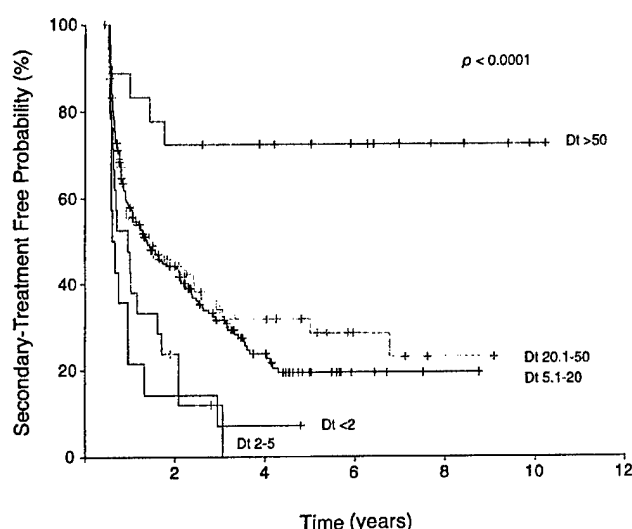 Secondary-Treatment Free Probability (%)
100
80
60
40
20
0
p < 0.0001
Dt >50
Dt 20.1-50
Dt 5.1-20
Dt <2
Dt 2-5
2
4
6
8
10
12
Time (years)